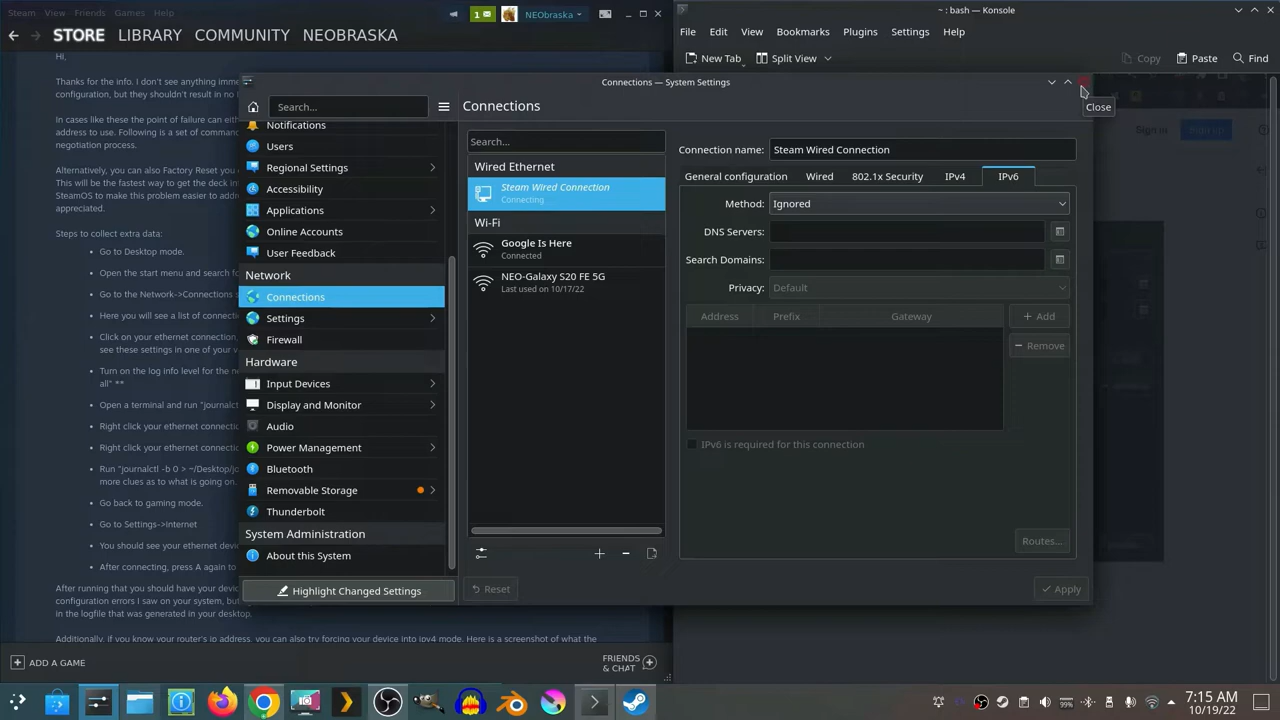 Steam View Friends Games Help
1
NEObraska
STORE LIBRARY COMMUNITY NEOBRASKA
Hi,
Thanks for the info. I don't see anything imme
configuration, but they shouldn't result in no
In cases like these the point of failure can eith
address to use. Following is a set of command
negotiation process.
Alternatively, you can also Factory Reset you
This will be the fastest way to get the deck im
SteamOS to make this problem easier to addre
appreciated.
Steps to collect extra data:
• Go to Desktop mode.
• Open the start menu and search fo
• Go to the Network->Connections s
• Here you will see a list of connecti
• Click on your ethernet connection,
see these settings in one of your v
• Turn on the log info level for the ne
all" **
• Open a terminal and run "journalct
• Right click your ethernet connectio
• Right click your ethernet connectio
• Run "journalctl -b 0 > ~/Desktop/jo
more clues as to what is going on.
• Go back to gaming mode.
• Go to Settings->Internet
• You should see your ethernet devic
• After connecting, press A again to
After running that you should have your devic
configuration errors I saw on your system, but
in the logfile that was generated in your desktop.
Additionally, if you know your router's ip address, you can also try forcing your device into ipv4 mode. Here is a screenshot of what the
ADD A GAME
FRIENDS
& CHAT
~ : bash — Konsole
File Edit View Bookmarks Plugins Settings Help
New Tab Split View Copy Paste Find
Sign in Sign up
Connections — System Settings
Close
Search...
Connections
Notifications
Users
Regional Settings
Accessibility
Applications
Online Accounts
User Feedback
Network
Connections
Settings
Firewall
Hardware
Input Devices
Display and Monitor
Audio
Power Management
Bluetooth
Removable Storage
Thunderbolt
System Administration
About this System
Highlight Changed Settings
Search...
Wired Ethernet
Steam Wired Connection
Connecting
Wi-Fi
Google Is Here
Connected
NEO-Galaxy S20 FE 5G
Last used on 10/17/22
Reset
Connection name: Steam Wired Connection
General configuration Wired 802.1x Security IPv4 IPv6
Method: Ignored
DNS Servers:
Search Domains:
Privacy: Default
Address Prefix Gateway
+ Add
− Remove
IPv6 is required for this connection
Routes...
Apply
99%
7:15 AM
10/19/22